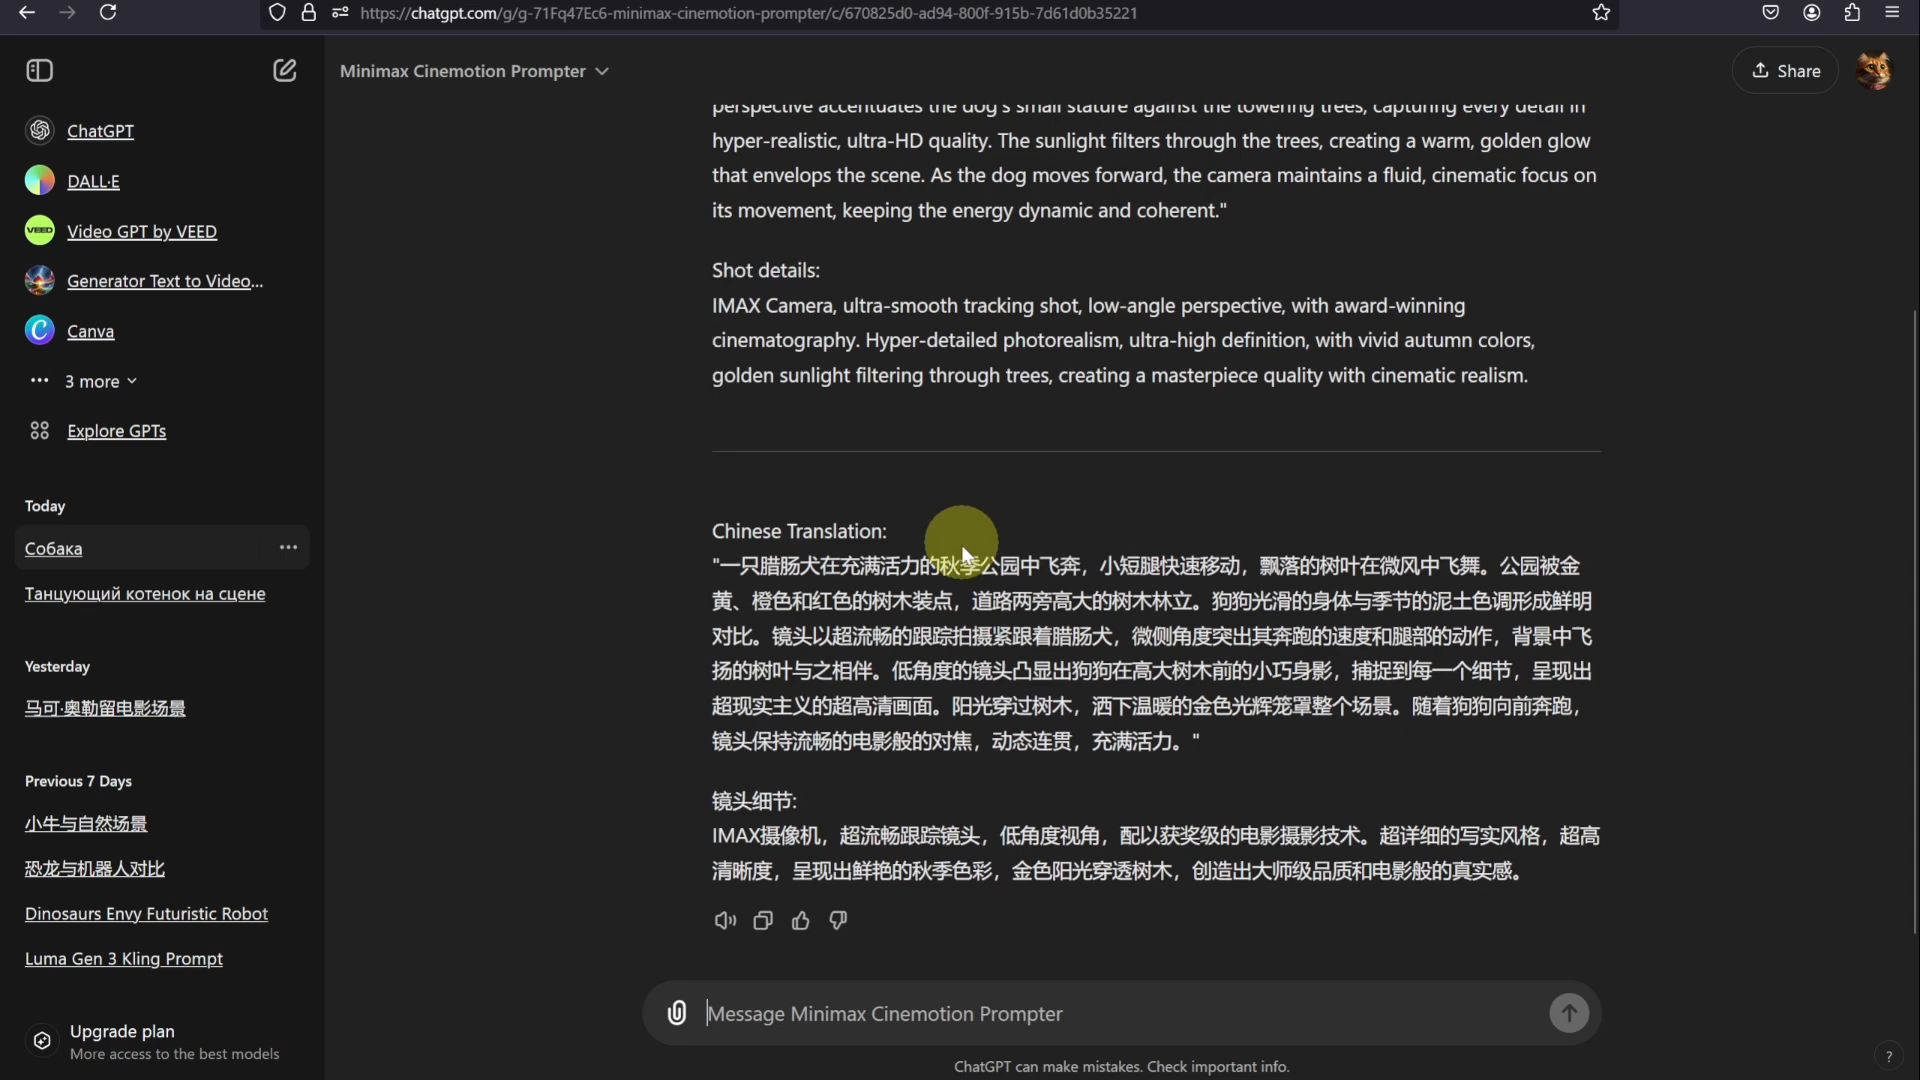 https://chatgpt.com/g/g-71Fq47Ec6-minimax-cinemotion-prompter/c/670825d0-ad94-800f-915b-7d61d0b35221
Minimax Cinemotion Prompter
Share
ChatGPT
DALL·E
VEED
Video GPT by VEED
Generator Text to Video...
Canva
3 more
Explore GPTs
Today
Собака
Танцующий котенок на сцене
Yesterday
马可·奥勒留电影场景
Previous 7 Days
小牛与自然场景
恐龙与机器人对比
Dinosaurs Envy Futuristic Robot
Luma Gen 3 Kling Prompt
Upgrade plan
More access to the best models
perspective accentuates the dog's small stature against the towering trees, capturing every detail in
hyper-realistic, ultra-HD quality. The sunlight filters through the trees, creating a warm, golden glow
that envelops the scene. As the dog moves forward, the camera maintains a fluid, cinematic focus on
its movement, keeping the energy dynamic and coherent."
Shot details:
IMAX Camera, ultra-smooth tracking shot, low-angle perspective, with award-winning
cinematography. Hyper-detailed photorealism, ultra-high definition, with vivid autumn colors,
golden sunlight filtering through trees, creating a masterpiece quality with cinematic realism.
Chinese Translation:
"一只腊肠犬在充满活力的秋季公园中飞奔，小短腿快速移动，飘落的树叶在微风中飞舞。公园被金
黄、橙色和红色的树木装点，道路两旁高大的树木林立。狗狗光滑的身体与季节的泥土色调形成鲜明
对比。镜头以超流畅的跟踪拍摄紧跟着腊肠犬，微侧角度突出其奔跑的速度和腿部的动作，背景中飞
扬的树叶与之相伴。低角度的镜头凸显出狗狗在高大树木前的小巧身影，捕捉到每一个细节，呈现出
超现实主义的超高清画面。阳光穿过树木，洒下温暖的金色光辉笼罩整个场景。随着狗狗向前奔跑，
镜头保持流畅的电影般的对焦，动态连贯，充满活力。"
镜头细节:
IMAX摄像机，超流畅跟踪镜头，低角度视角，配以获奖级的电影摄影技术。超详细的写实风格，超高
清晰度，呈现出鲜艳的秋季色彩，金色阳光穿透树木，创造出大师级品质和电影般的真实感。
Message Minimax Cinemotion Prompter
ChatGPT can make mistakes. Check important info.
?